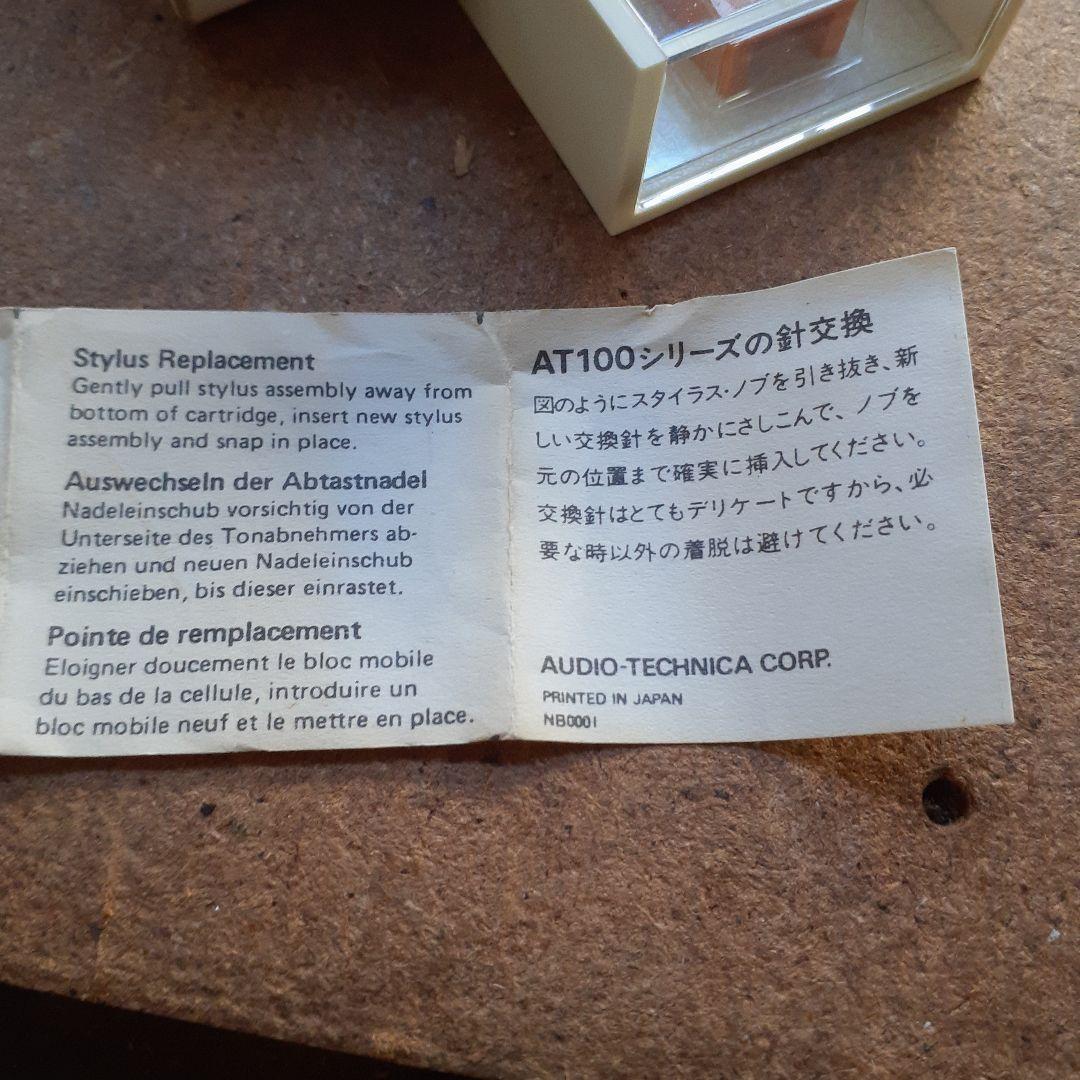 Stylus Replacement
Gently pull stylus assembly away from
bottom of cartridge, insert new stylus
assembly and snap in place.
Auswechseln der Abtastnadel
Nadeleinschub vorsichtig von der
Unterseite des Tonabnehmers ab-
ziehen und neuen Nadeleinschub
einschieben, bis dieser einrastet.
Pointe de remplacement
Eloigner doucement le bloc mobile
du bas de la cellule, introduire un
bloc mobile neuf et le mettre en place.
AT100シリーズの針交換
図のようにスタイラス・ノブを引き抜き、新
しい交換針を静かにさしこんで、ノブを
元の位置まで確実に挿入してください。
交換針はとてもデリケートですから、必
要な時以外の着脱は避けてください。
AUDIO-TECHNICA CORP.
PRINTED IN JAPAN
NB0001